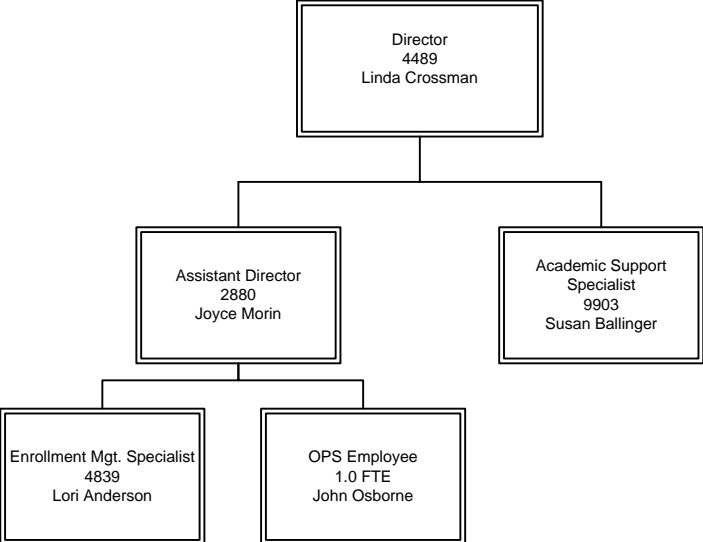 Director
4489
Linda Crossman
Assistant Director
2880
Joyce Morin
Academic Support
Specialist
9903
Susan Ballinger
Enrollment Mgt. Specialist
4839
Lori Anderson
OPS Employee
1.0 FTE
John Osborne